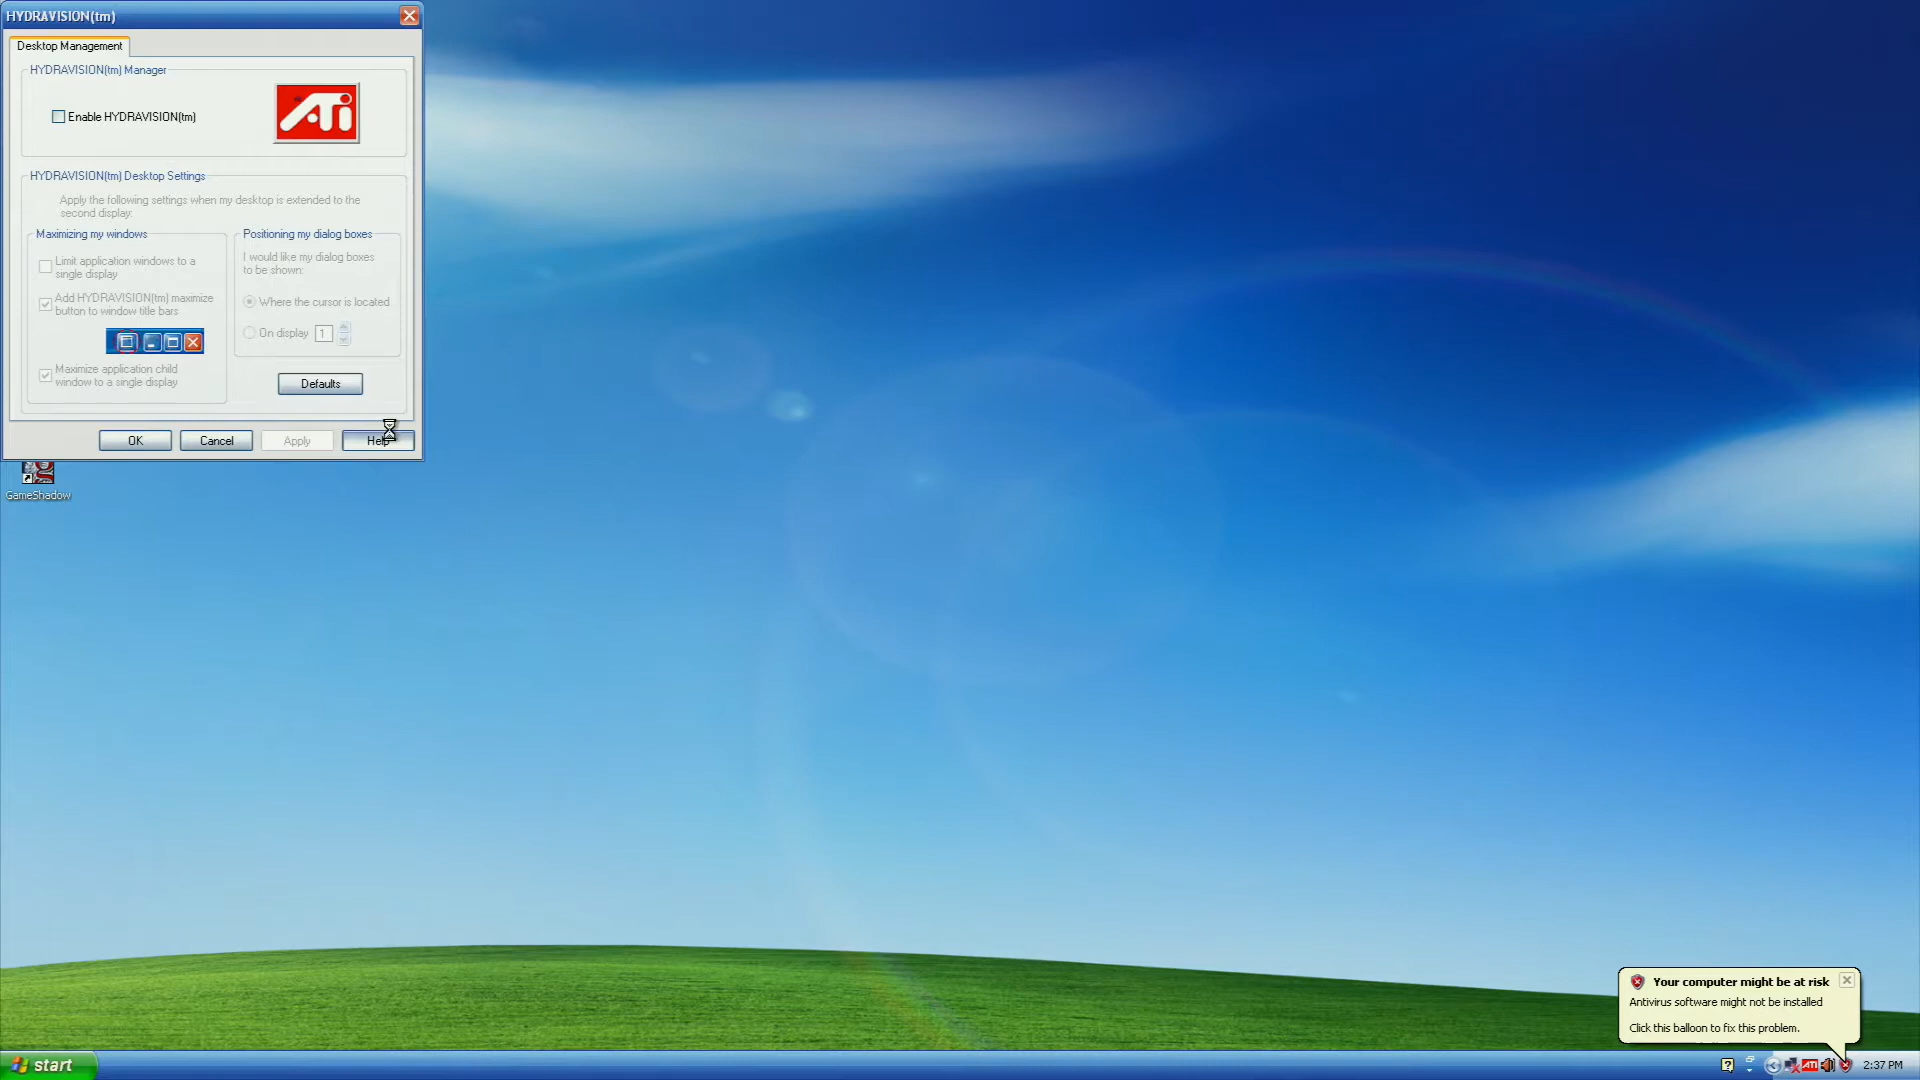 HYDRAVISION(tm)
Desktop Management
HYDRAVISION(tm) Manager
Enable HYDRAVISION(tm)
ATi
HYDRAVISION(tm) Desktop Settings
Apply the following settings when my desktop is extended to the
second display:
Maximizing my windows
Limit application windows to a
single display
Add HYDRAVISION(tm) maximize
button to window title bars
Maximize application child
window to a single display
Positioning my dialog boxes
I would like my dialog boxes
to be shown:
Where the cursor is located
On display 1
Defaults
OK Cancel Apply Help
GameShadow
Your computer might be at risk
Antivirus software might not be installed
Click this balloon to fix this problem.
start
ATi
2:37 PM